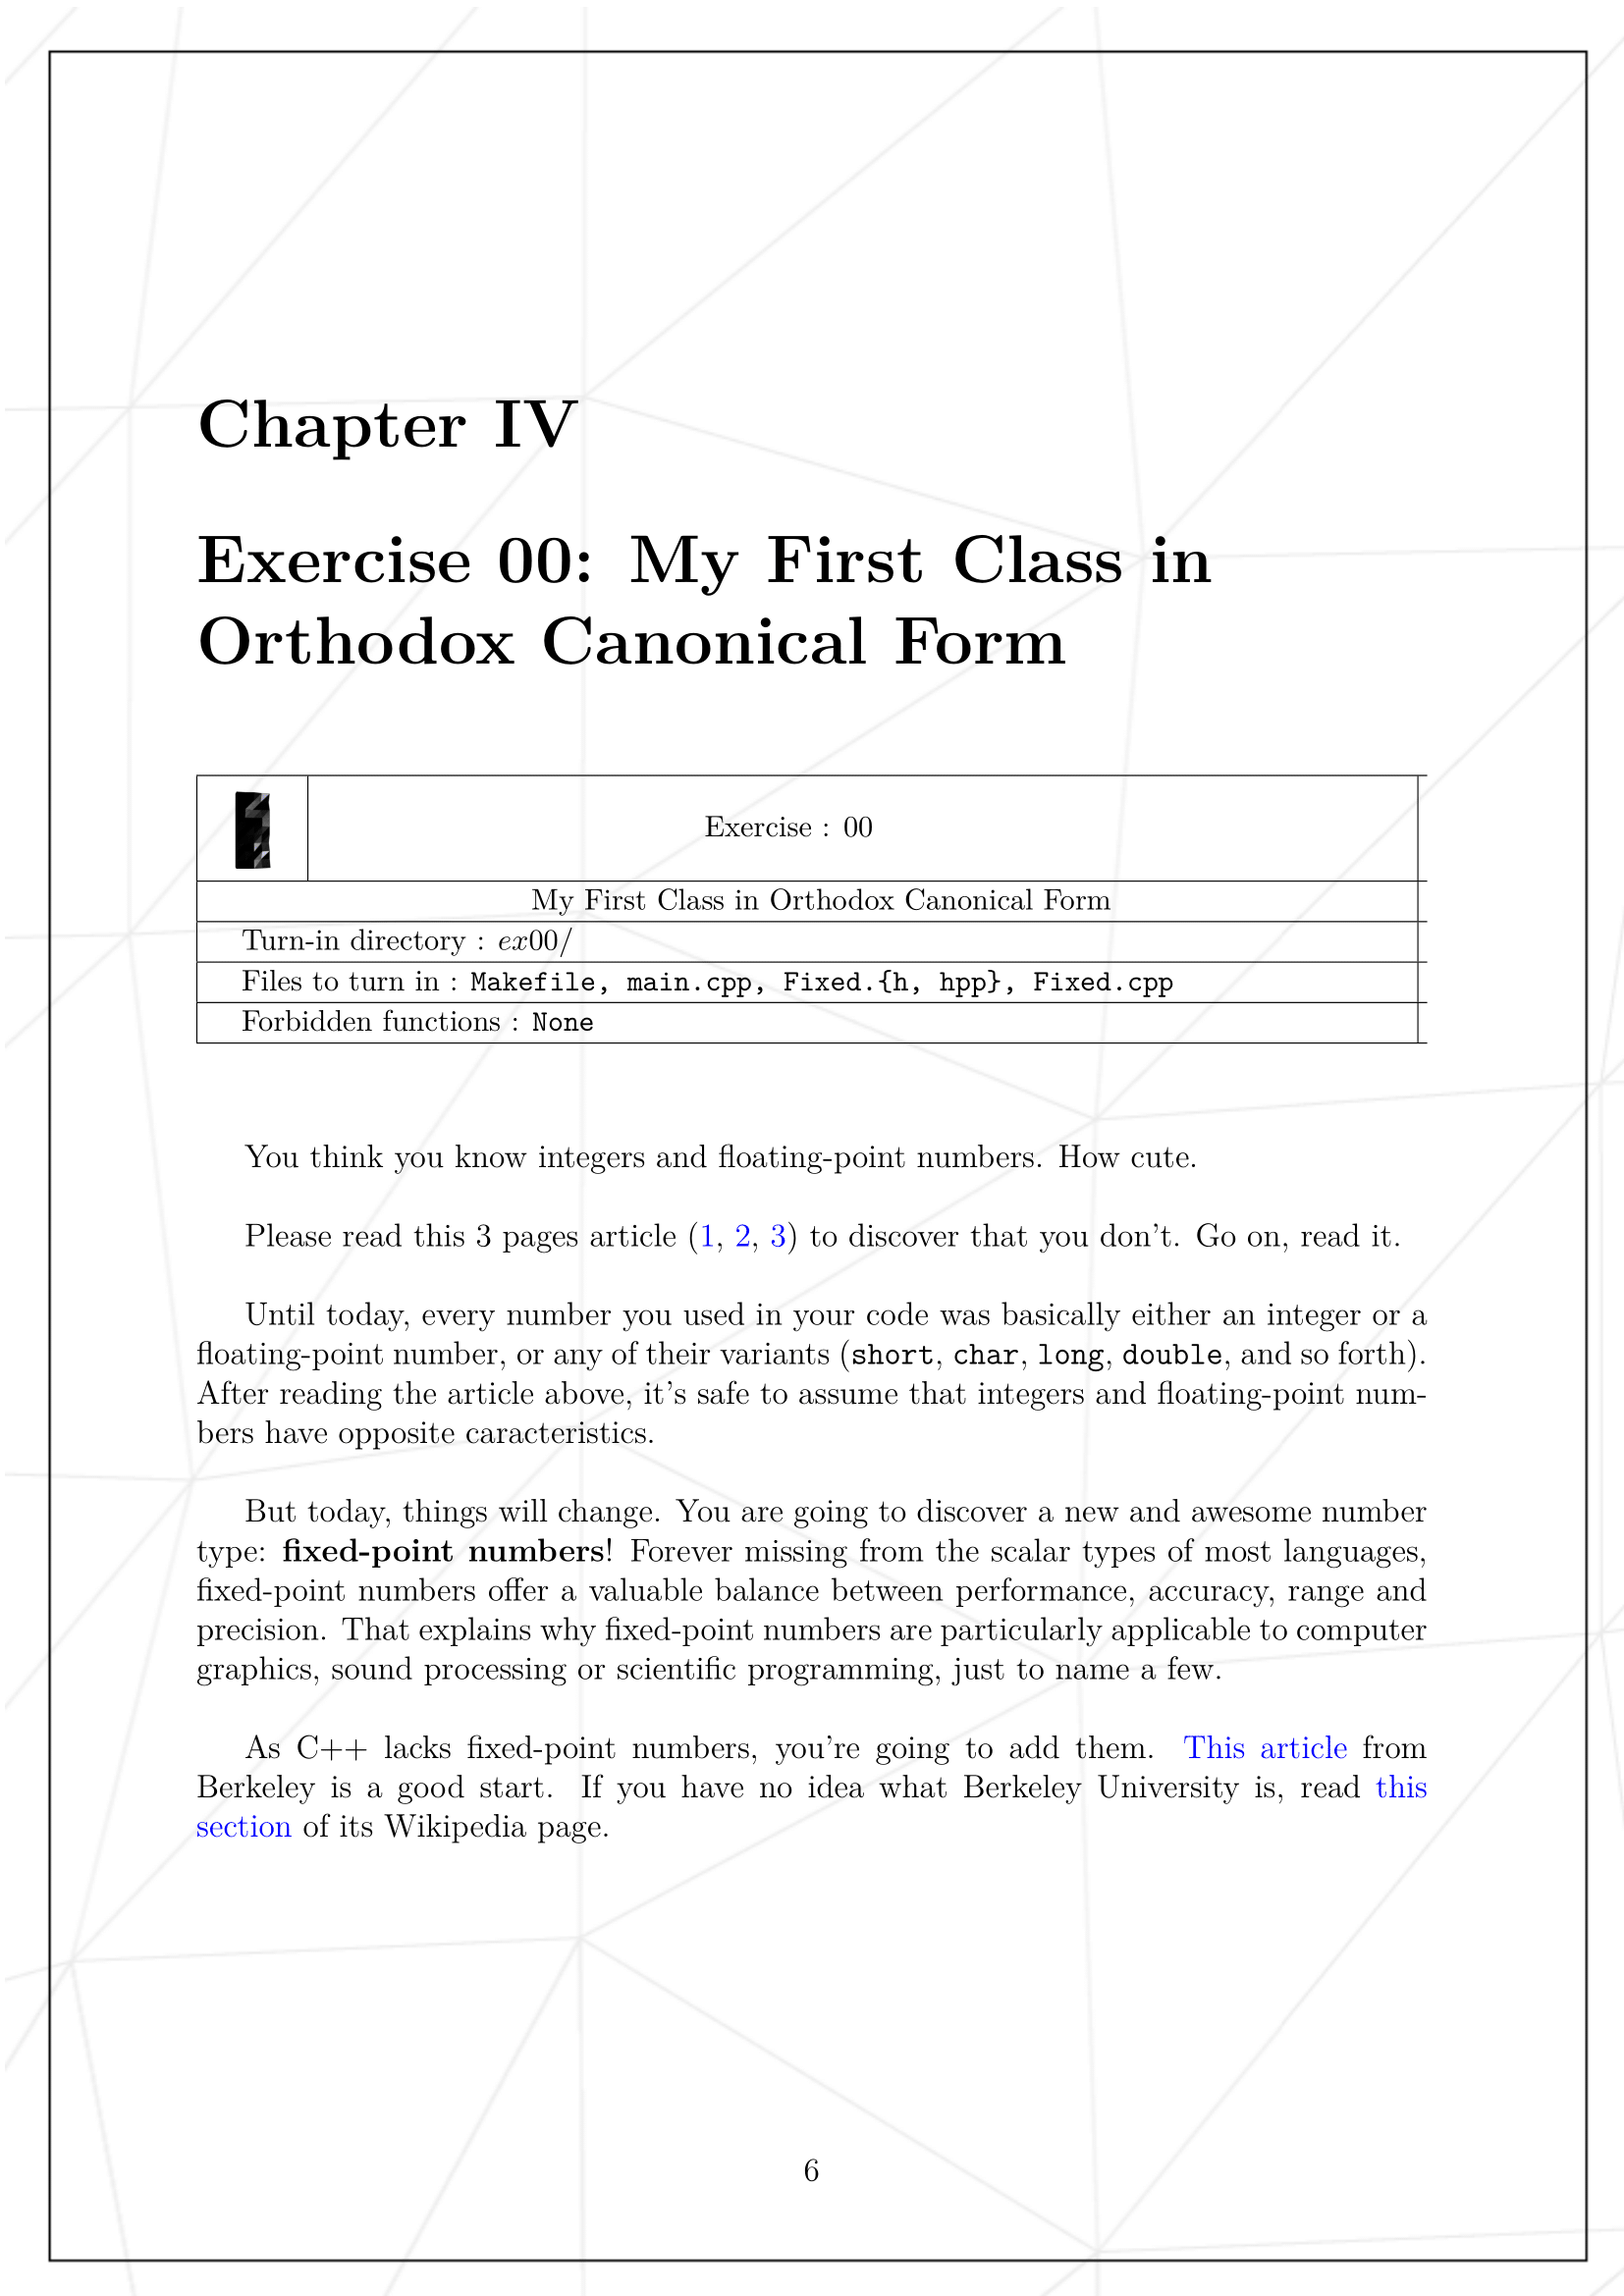 Chapter IV
Exercise 00: My First Class in
Orthodox Canonical Form
Exercise : 00
My First Class in Orthodox Canonical Form
Turn-in directory : ex00/
Files to turn in : Makefile, main.cpp, Fixed.{h, hpp}, Fixed.cpp
Forbidden functions : None
You think you know integers and floating-point numbers. How cute.
Please read this 3 pages article (1, 2, 3) to discover that you don't. Go on, read it.
Until today, every number you used in your code was basically either an integer or a
floating-point number, or any of their variants (short, char, long, double, and so forth).
After reading the article above, it's safe to assume that integers and floating-point num-
bers have opposite caracteristics.
But today, things will change. You are going to discover a new and awesome number
type: fixed-point numbers! Forever missing from the scalar types of most languages,
fixed-point numbers offer a valuable balance between performance, accuracy, range and
precision. That explains why fixed-point numbers are particularly applicable to computer
graphics, sound processing or scientific programming, just to name a few.
As C++ lacks fixed-point numbers, you're going to add them. This article from
Berkeley is a good start. If you have no idea what Berkeley University is, read this
section of its Wikipedia page.
6